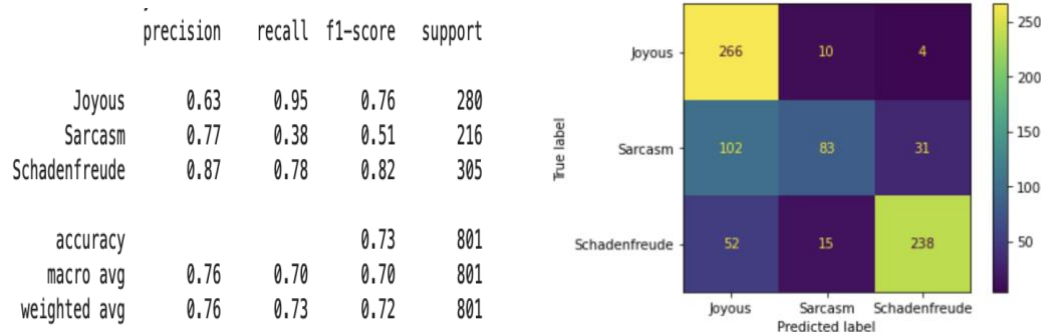 precision recall f1-score support
Joyous 0.63 0.95 0.76 280
Sarcasm 0.77 0.38 0.51 216
Schadenfreude 0.87 0.78 0.82 305
accuracy 0.73 801
macro avg 0.76 0.70 0.70 801
weighted avg 0.76 0.73 0.72 801
True label
Joyous 266 10 4
Sarcasm 102 83 31
Schadenfreude 52 15 238
Joyous Sarcasm Schadenfreude
Predicted label
250
200
150
100
50